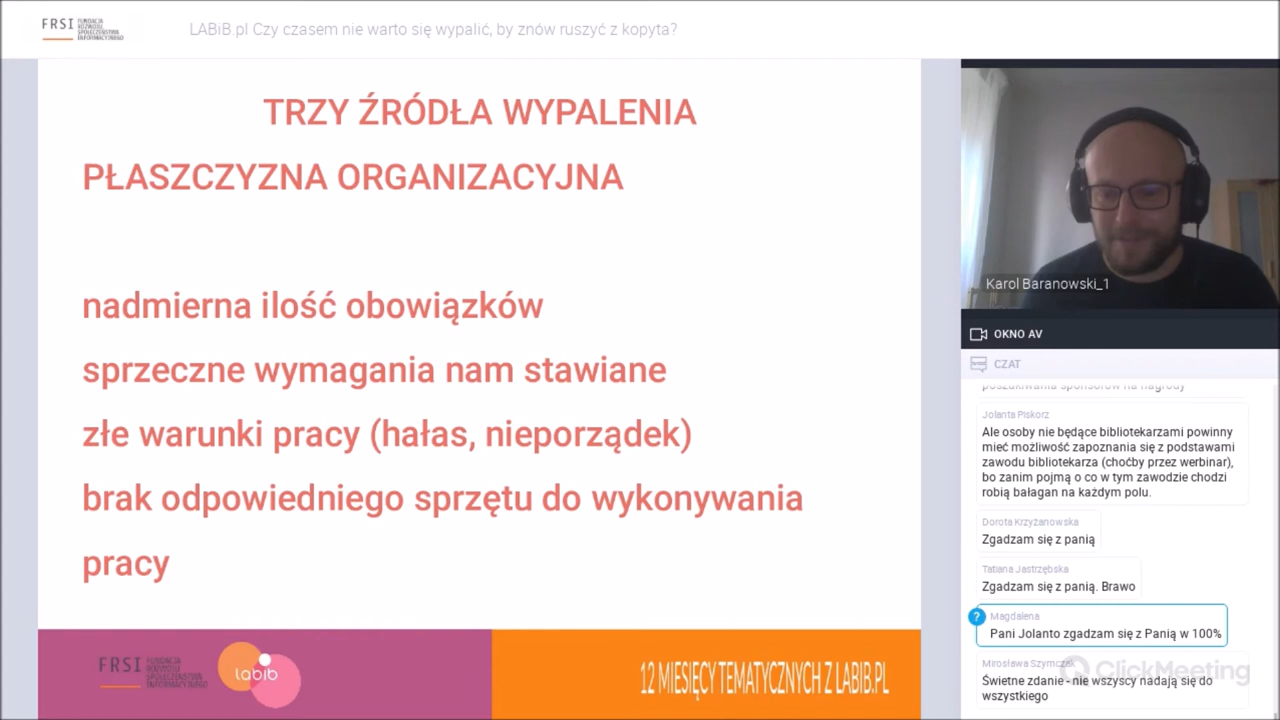 FRSI FUNDACJA
ROZWOJU
SPOŁECZEŃSTWA
INFORMACYJNEGO
LABiB.pl Czy czasem nie warto się wypalić, by znów ruszyć z kopyta?
TRZY ŹRÓDŁA WYPALENIA
PŁASZCZYZNA ORGANIZACYJNA
nadmierna ilość obowiązków
sprzeczne wymagania nam stawiane
złe warunki pracy (hałas, nieporządek)
brak odpowiedniego sprzętu do wykonywania
pracy
FRSI FUNDACJA
ROZWOJU
SPOŁECZEŃSTWA
INFORMACYJNEGO
labib
12 MIESIĘCY TEMATYCZNYCH Z LABIB.PL
Karol Baranowski_1
OKNO AV
CZAT
poszukiwania sponsorów na nagrody
Jolanta Piskorz
Ale osoby nie będące bibliotekarzami powinny
mieć możliwość zapoznania się z podstawami
zawodu bibliotekarza (choćby przez werbinar),
bo zanim pojmą o co w tym zawodzie chodzi
robią bałagan na każdym polu.
Dorota Krzyżanowska
Zgadzam się z panią
Tatiana Jastrzębska
Zgadzam się z panią. Brawo
?
Magdalena
Pani Jolanto zgadzam się z Panią w 100%
Mirosława Szymczak
Świetne zdanie - nie wszyscy nadają się do
wszystkiego
ClickMeeting